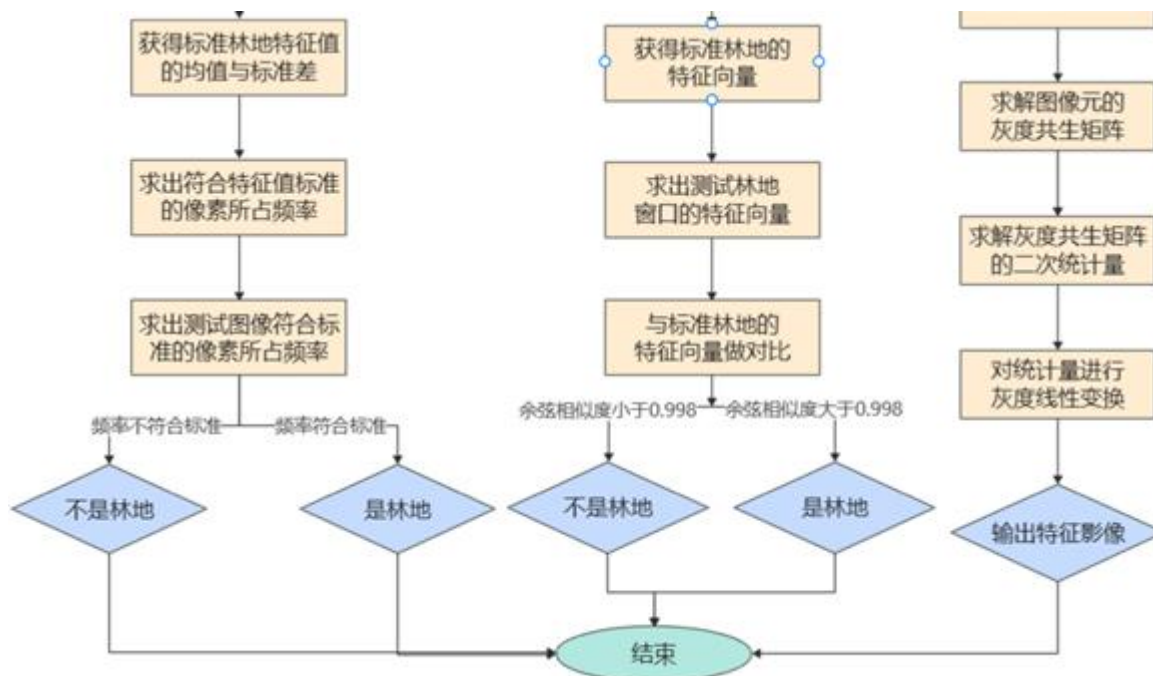 获得标准林地特征值
的均值与标准差
求出符合特征值标准
的像素所占频率
求出测试图像符合标
准的像素所占频率
频率不符合标准
频率符合标准
不是林地
是林地
获得标准林地的
特征向量
求出测试林地
窗口的特征向量
与标准林地的
特征向量做对比
余弦相似度小于0.998
余弦相似度大于0.998
不是林地
是林地
求解图像元的
灰度共生矩阵
求解灰度共生矩阵
的二次统计量
对统计量进行
灰度线性变换
输出特征影像
结束